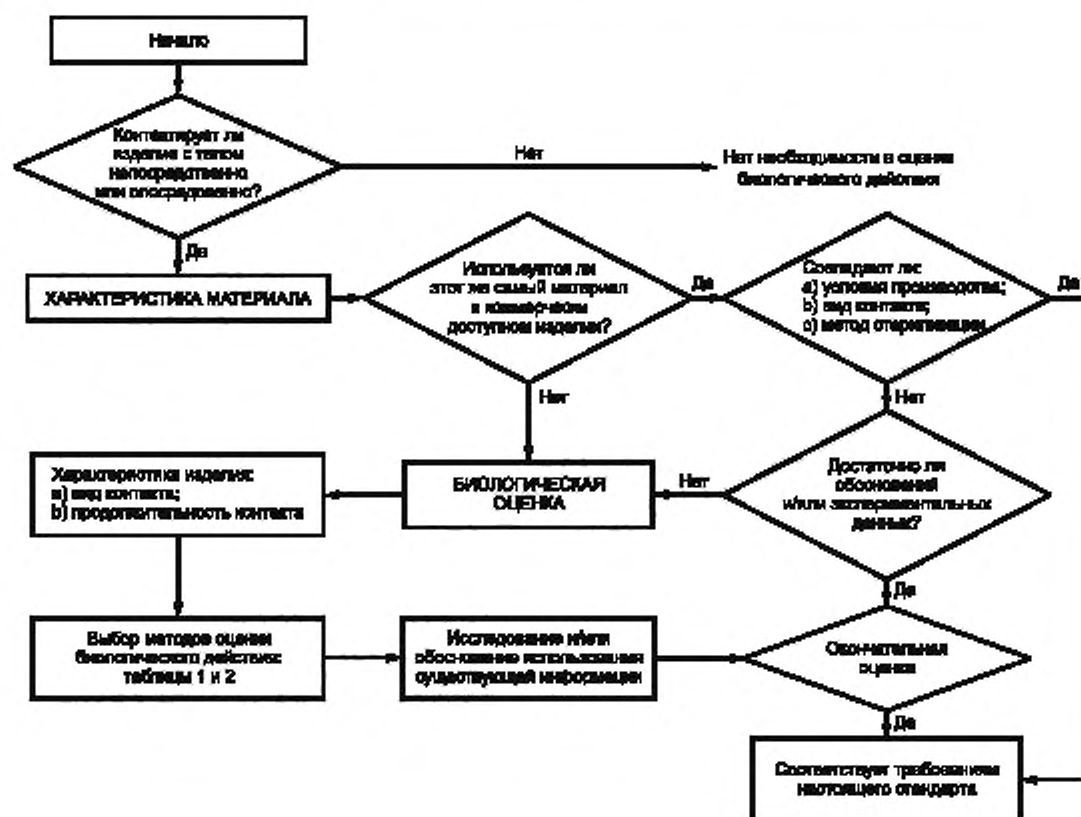 Начало
Контактирует ли
изделие с телом
непосредственно
или опосредованно?
Нет
Нет необходимости в оценке
биологического действия
Да
ХАРАКТЕРИСТИКА МАТЕРИАЛА
Используется ли
этот же самый материал
в коммерчески
доступном изделии?
Да
Совпадают ли:
a) условия производства;
b) вид контакта;
c) метод стерилизации
Да
Нет
Нет
Характеристика изделия:
a) вид контакта;
b) продолжительность контакта
БИОЛОГИЧЕСКАЯ
ОЦЕНКА
Нет
Достаточно ли
обоснований
и/или экспериментальных
данных?
Да
Выбор методов оценки
биологического действия:
таблицы 1 и 2
Исследование и/или
обоснование использования
существующей информации
Окончательная
оценка
Да
Соответствует требованиям
настоящего стандарта